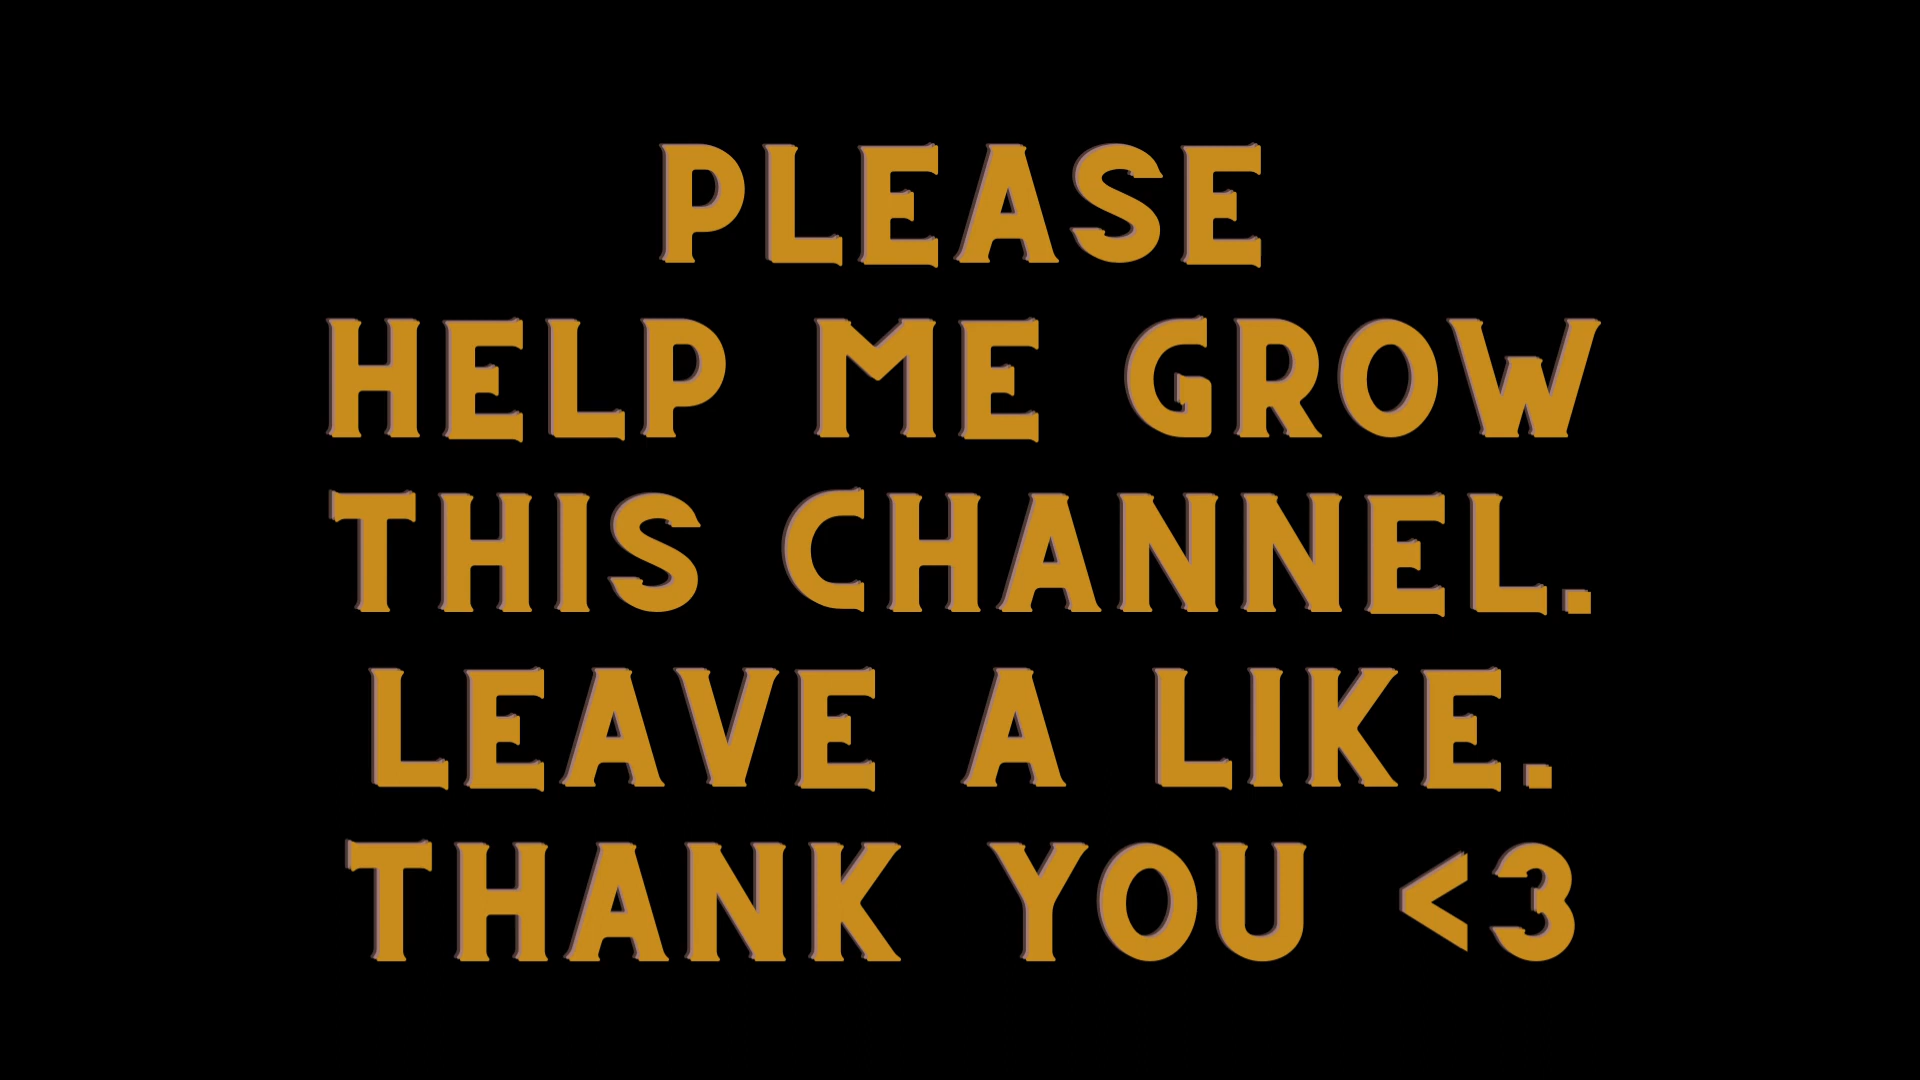 PLEASE
HELP ME GROW
THIS CHANNEL.
LEAVE A LIKE.
THANK YOU <3